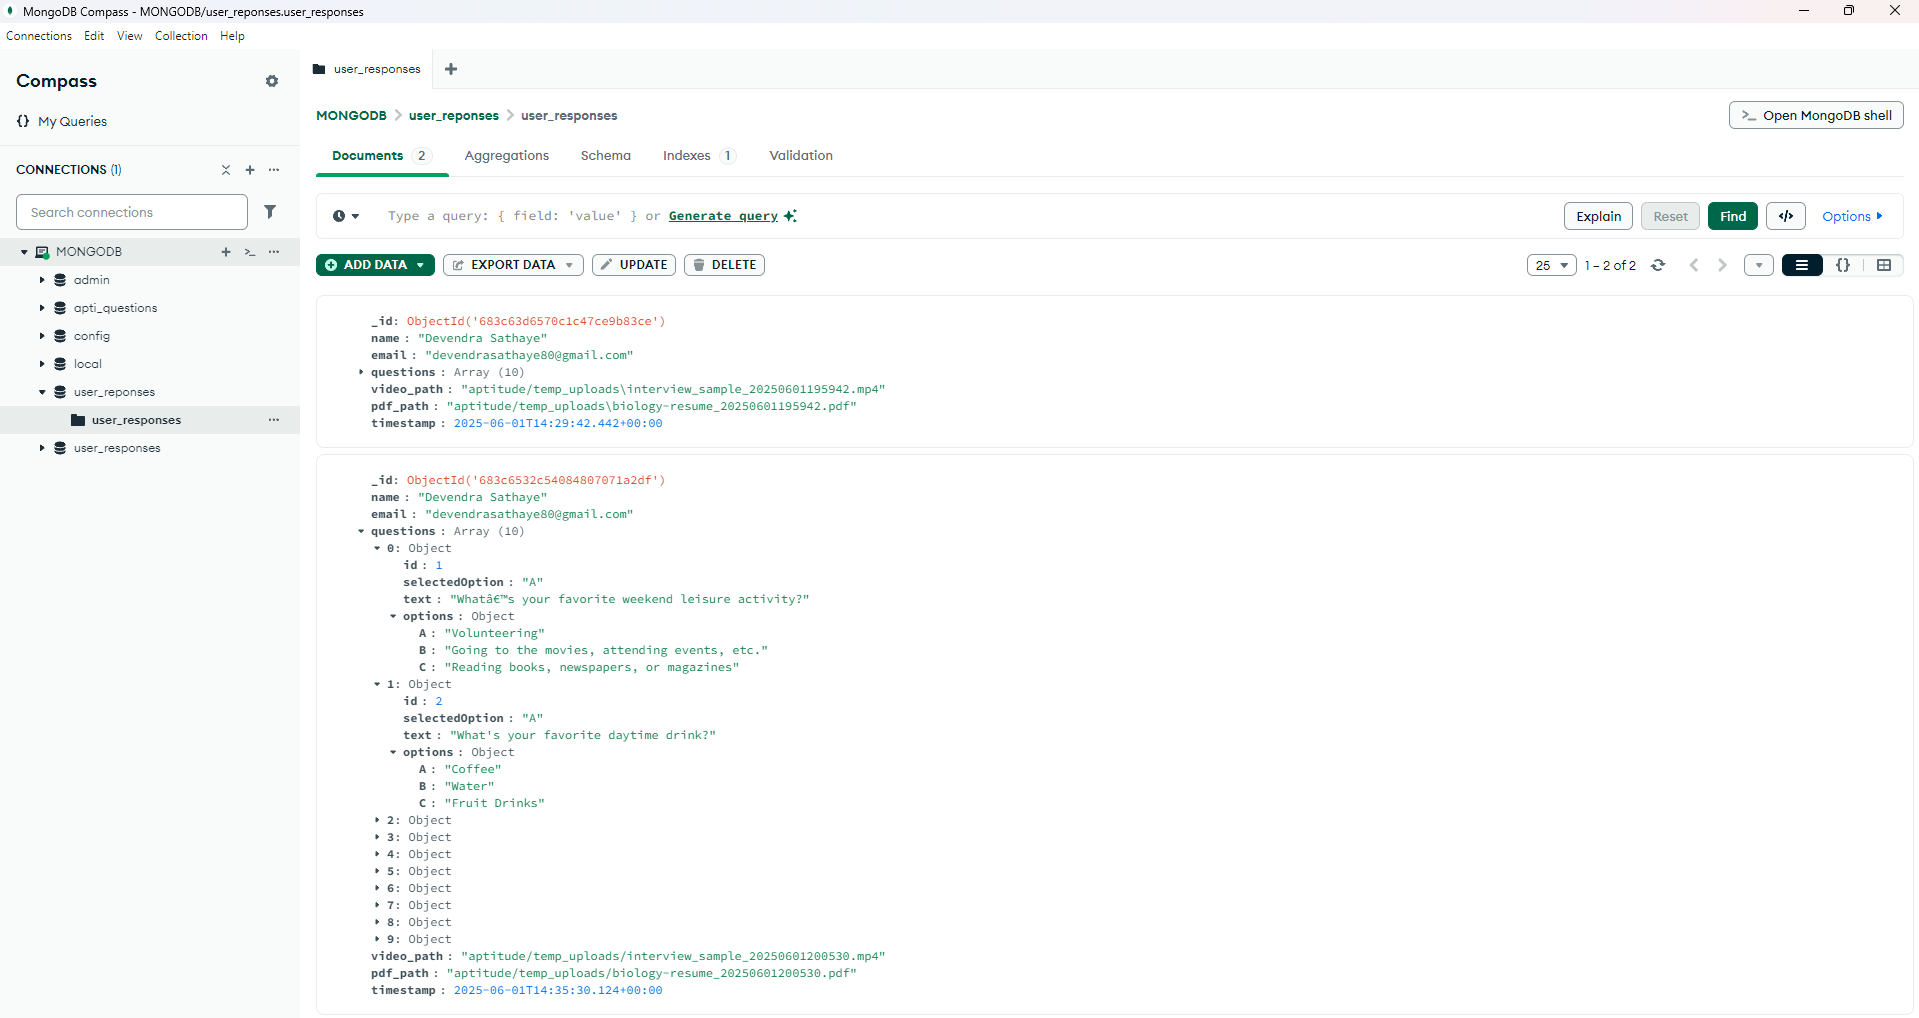 MongoDB Compass - MONGODB/user_reponses.user_responses
Connections Edit View Collection Help
Compass
{} My Queries
CONNECTIONS (1)
Search connections
MONGODB
admin
apti_questions
config
local
user_reponses
user_responses
user_responses
user_responses
MONGODB > user_reponses > user_responses
>_ Open MongoDB shell
Documents 2 Aggregations Schema Indexes 1 Validation
Type a query: { field: 'value' } or Generate query
Explain Reset Find </> Options
ADD DATA EXPORT DATA UPDATE DELETE
25 1 – 2 of 2 {}
_id: ObjectId('683c63d6570c1c47ce9b83ce')
name : "Devendra Sathaye"
email : "devendrasathaye80@gmail.com"
questions : Array (10)
video_path : "aptitude/temp_uploads\interview_sample_20250601195942.mp4"
pdf_path : "aptitude/temp_uploads\biology-resume_20250601195942.pdf"
timestamp : 2025-06-01T14:29:42.442+00:00
_id: ObjectId('683c6532c54084807071a2df')
name : "Devendra Sathaye"
email : "devendrasathaye80@gmail.com"
questions : Array (10)
0: Object
id : 1
selectedOption : "A"
text : "Whatâ€™s your favorite weekend leisure activity?"
options : Object
A : "Volunteering"
B : "Going to the movies, attending events, etc."
C : "Reading books, newspapers, or magazines"
1: Object
id : 2
selectedOption : "A"
text : "What's your favorite daytime drink?"
options : Object
A : "Coffee"
B : "Water"
C : "Fruit Drinks"
2: Object
3: Object
4: Object
5: Object
6: Object
7: Object
8: Object
9: Object
video_path : "aptitude/temp_uploads/interview_sample_20250601200530.mp4"
pdf_path : "aptitude/temp_uploads/biology-resume_20250601200530.pdf"
timestamp : 2025-06-01T14:35:30.124+00:00